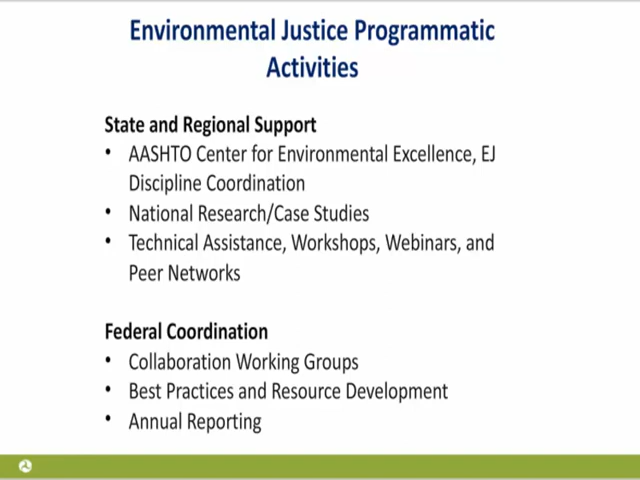 Environmental Justice Programmatic
Activities
State and Regional Support
• AASHTO Center for Environmental Excellence, EJ
Discipline Coordination
• National Research/Case Studies
• Technical Assistance, Workshops, Webinars, and
Peer Networks
Federal Coordination
• Collaboration Working Groups
• Best Practices and Resource Development
• Annual Reporting